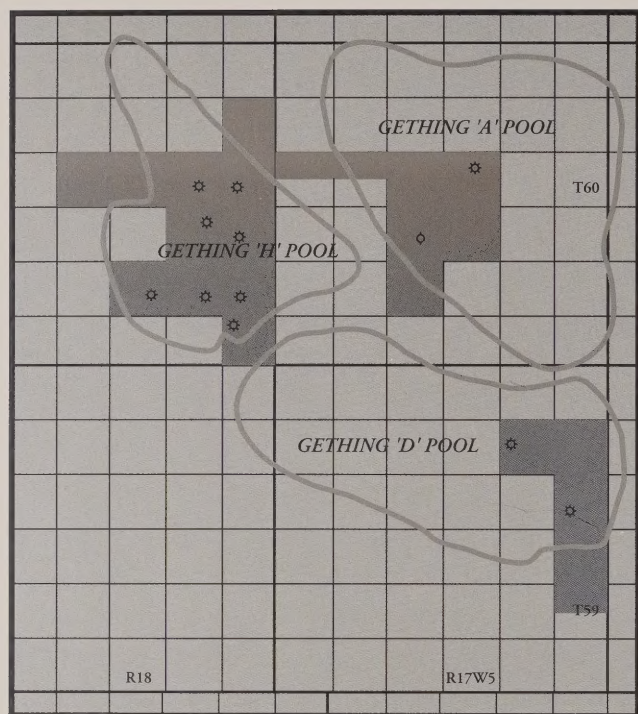 GETHING 'A' POOL
T60
GETHING 'H' POOL
GETHING 'D' POOL
T59
R18
R17W5